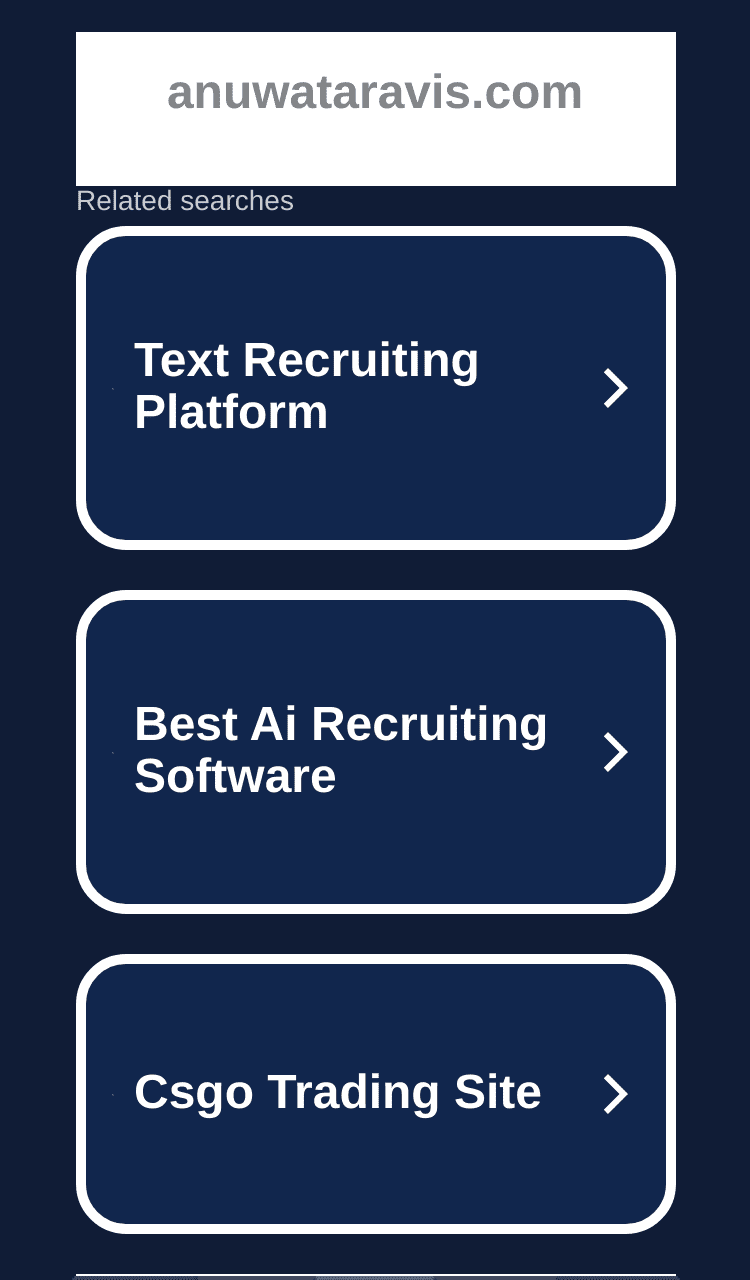 anuwataravis.com
Related searches
Text Recruiting
Platform
Best Ai Recruiting
Software
Csgo Trading Site